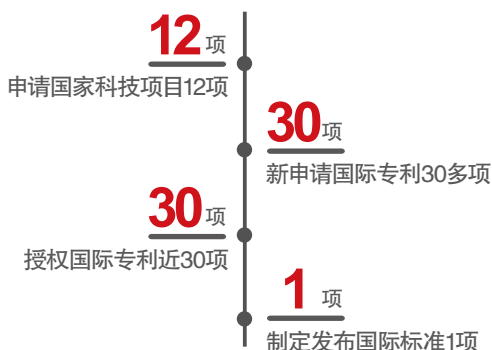 12项
申请国家科技项目12项
30项
新申请国际专利30多项
30项
授权国际专利近30项
1 项
制定发布国际标准1项